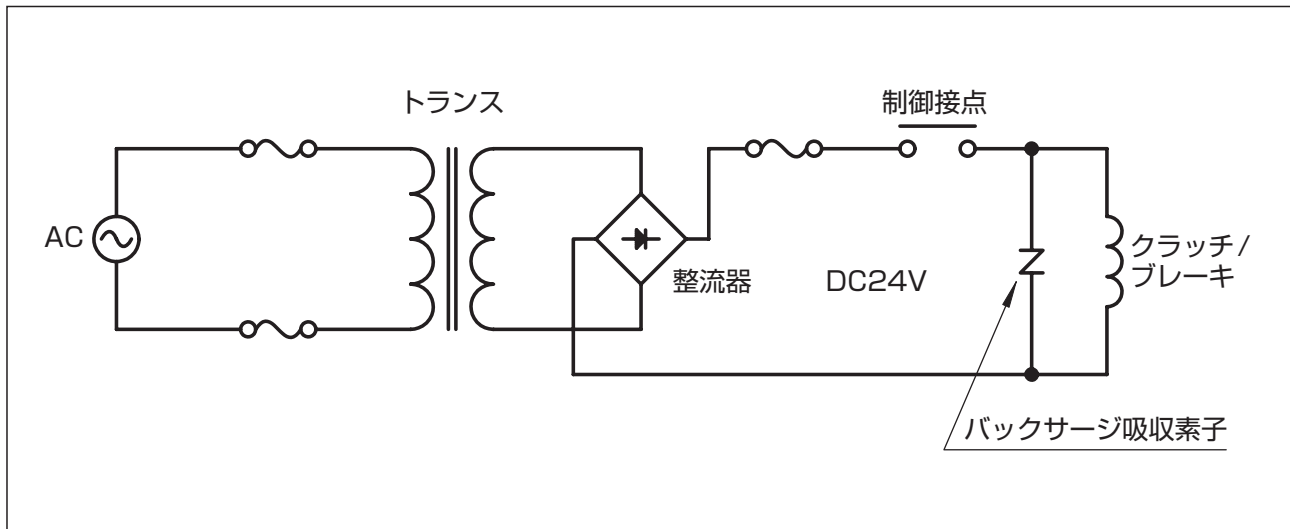 トランス
制御接点
AC
整流器
DC24V
クラッチ/
ブレーキ
バックサージ吸収素子